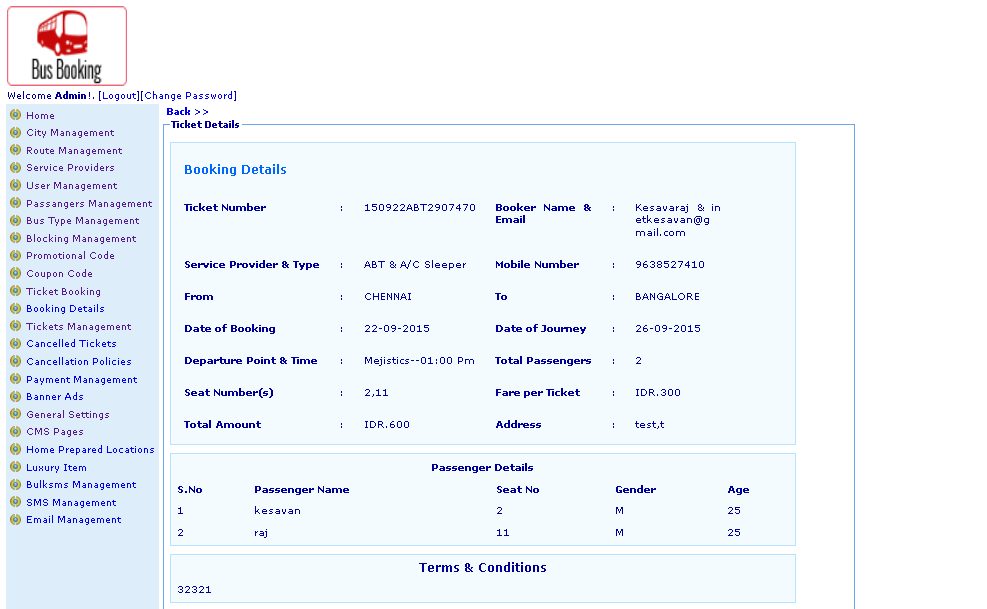 Bus Booking
Welcome Admin!. [Logout][Change Password]
Home
City Management
Route Management
Service Providers
User Management
Passangers Management
Bus Type Management
Blocking Management
Promotional Code
Coupon Code
Ticket Booking
Booking Details
Tickets Management
Cancelled Tickets
Cancellation Policies
Payment Management
Banner Ads
General Settings
CMS Pages
Home Prepared Locations
Luxury Item
Bulksms Management
SMS Management
Email Management
Back >>
Ticket Details
Booking Details
Ticket Number : 150922ABT2907470 Booker Name & : Kesavaraj & in
Email etkesavan@g
mail.com
Service Provider & Type : ABT & A/C Sleeper Mobile Number : 9638527410
From : CHENNAI To : BANGALORE
Date of Booking : 22-09-2015 Date of Journey : 26-09-2015
Departure Point & Time : Mejistics--01:00 Pm Total Passengers : 2
Seat Number(s) : 2,11 Fare per Ticket : IDR.300
Total Amount : IDR.600 Address : test,t
Passenger Details
S.No Passenger Name Seat No Gender Age
1 kesavan 2 M 25
2 raj 11 M 25
Terms & Conditions
32321